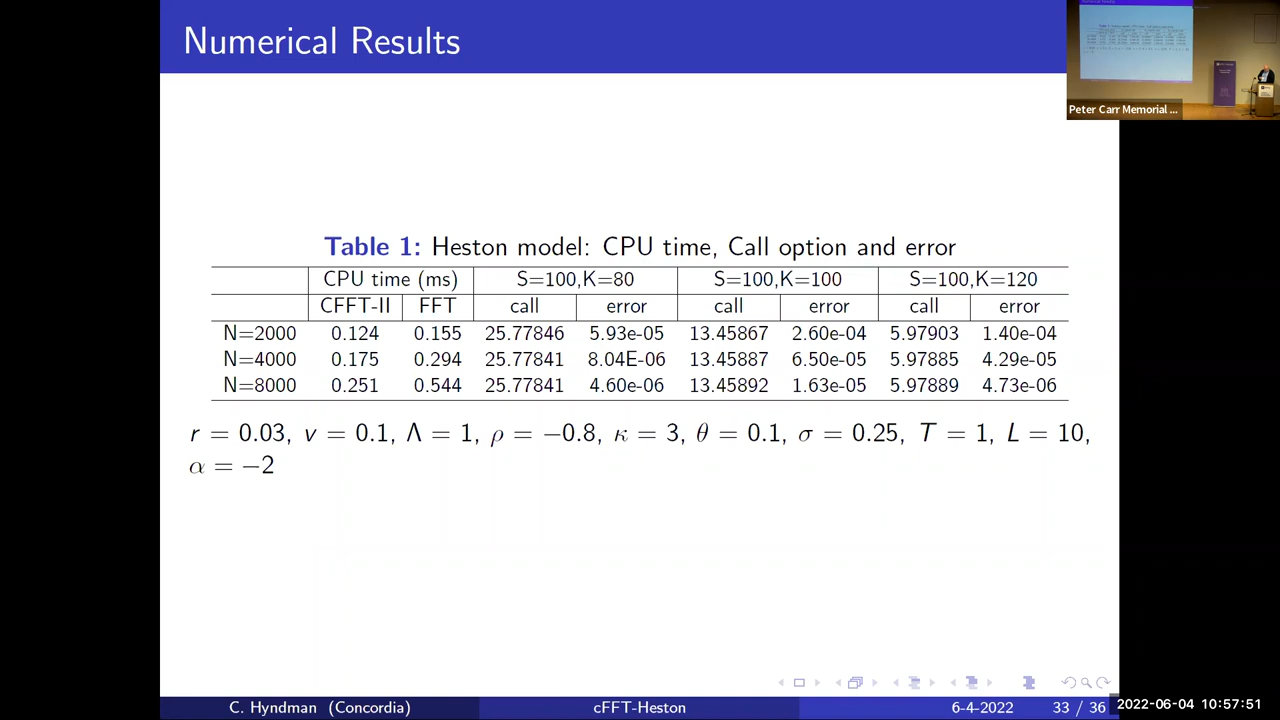 Numerical Results
Peter Carr Memorial ...
Table 1: Heston model: CPU time, Call option and error
CPU time (ms) S=100,K=80 S=100,K=100 S=100,K=120
CFFT-II FFT call error call error call error
N=2000 0.124 0.155 25.77846 5.93e-05 13.45867 2.60e-04 5.97903 1.40e-04
N=4000 0.175 0.294 25.77841 8.04E-06 13.45887 6.50e-05 5.97885 4.29e-05
N=8000 0.251 0.544 25.77841 4.60e-06 13.45892 1.63e-05 5.97889 4.73e-06
r = 0.03, v = 0.1, Λ = 1, ρ = −0.8, κ = 3, θ = 0.1, σ = 0.25, T = 1, L = 10,
α = −2
C. Hyndman (Concordia) cFFT-Heston 6-4-2022 33 / 36
2022-06-04 10:57:51